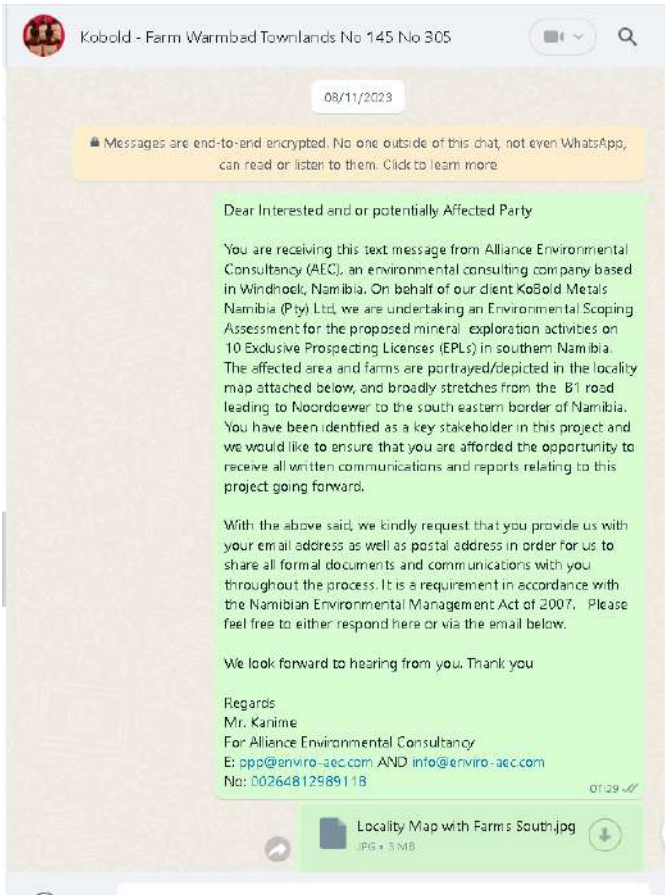 Kobold - Farm Warmbad Townlands No 145 No 305
08/11/2023
Messages are end-to-end encrypted. No one outside of this chat, not even WhatsApp,
can read or listen to them. Click to learn more
Dear Interested and or potentially Affected Party
You are receiving this text message from Alliance Environmental
Consultancy (AEC), an environmental consulting company based
in Windhoek, Namibia. On behalf of our client KoBold Metals
Namibia (Pty) Ltd, we are undertaking an Environmental Scoping
Assessment for the proposed mineral exploration activities on
10 Exclusive Prospecting Licenses (EPLs) in southern Namibia.
The affected area and farms are portrayed/depicted in the locality
map attached below, and broadly stretches from the B1 road
leading to Noordoewer to the south eastern border of Namibia.
You have been identified as a key stakeholder in this project and
we would like to ensure that you are afforded the opportunity to
receive all written communications and reports relating to this
project going forward.
With the above said, we kindly request that you provide us with
your email address as well as postal address in order for us to
share all formal documents and communications with you
throughout the process. It is a requirement in accordance with
the Namibian Environmental Management Act of 2007. Please
feel free to either respond here or via the email below.
We look forward to hearing from you. Thank you
Regards
Mr. Kanime
For Alliance Environmental Consultancy
E: ppp@enviro-aec.com AND info@enviro-aec.com
No: 00264812989118
07:29
Locality Map with Farms South.jpg
JPG • 3 MB